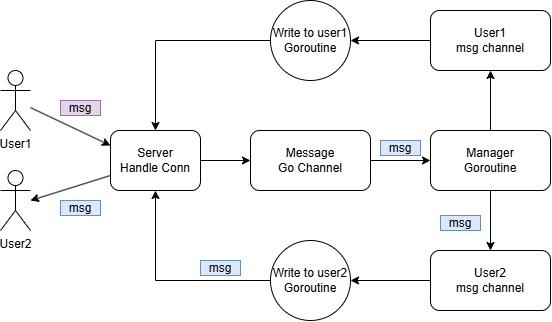 Write to user1
Goroutine
User1
msg channel
msg
User1
Server
Handle Conn
Message
Go Channel
msg
Manager
Goroutine
User2
msg
msg
msg
Write to user2
Goroutine
User2
msg channel